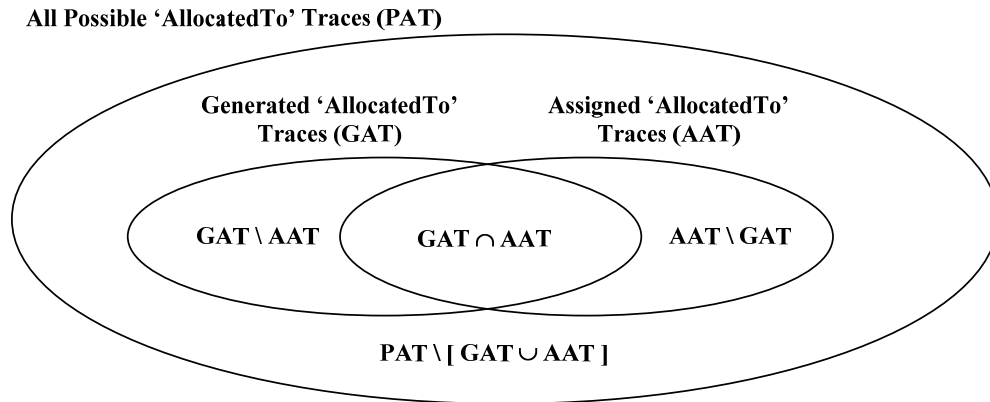 All Possible ‘AllocatedTo’ Traces (PAT)
Generated ‘AllocatedTo’
Traces (GAT)
Assigned ‘AllocatedTo’
Traces (AAT)
GAT \ AAT
GAT ∩ AAT
AAT \ GAT
PAT \ [ GAT ∪ AAT ]